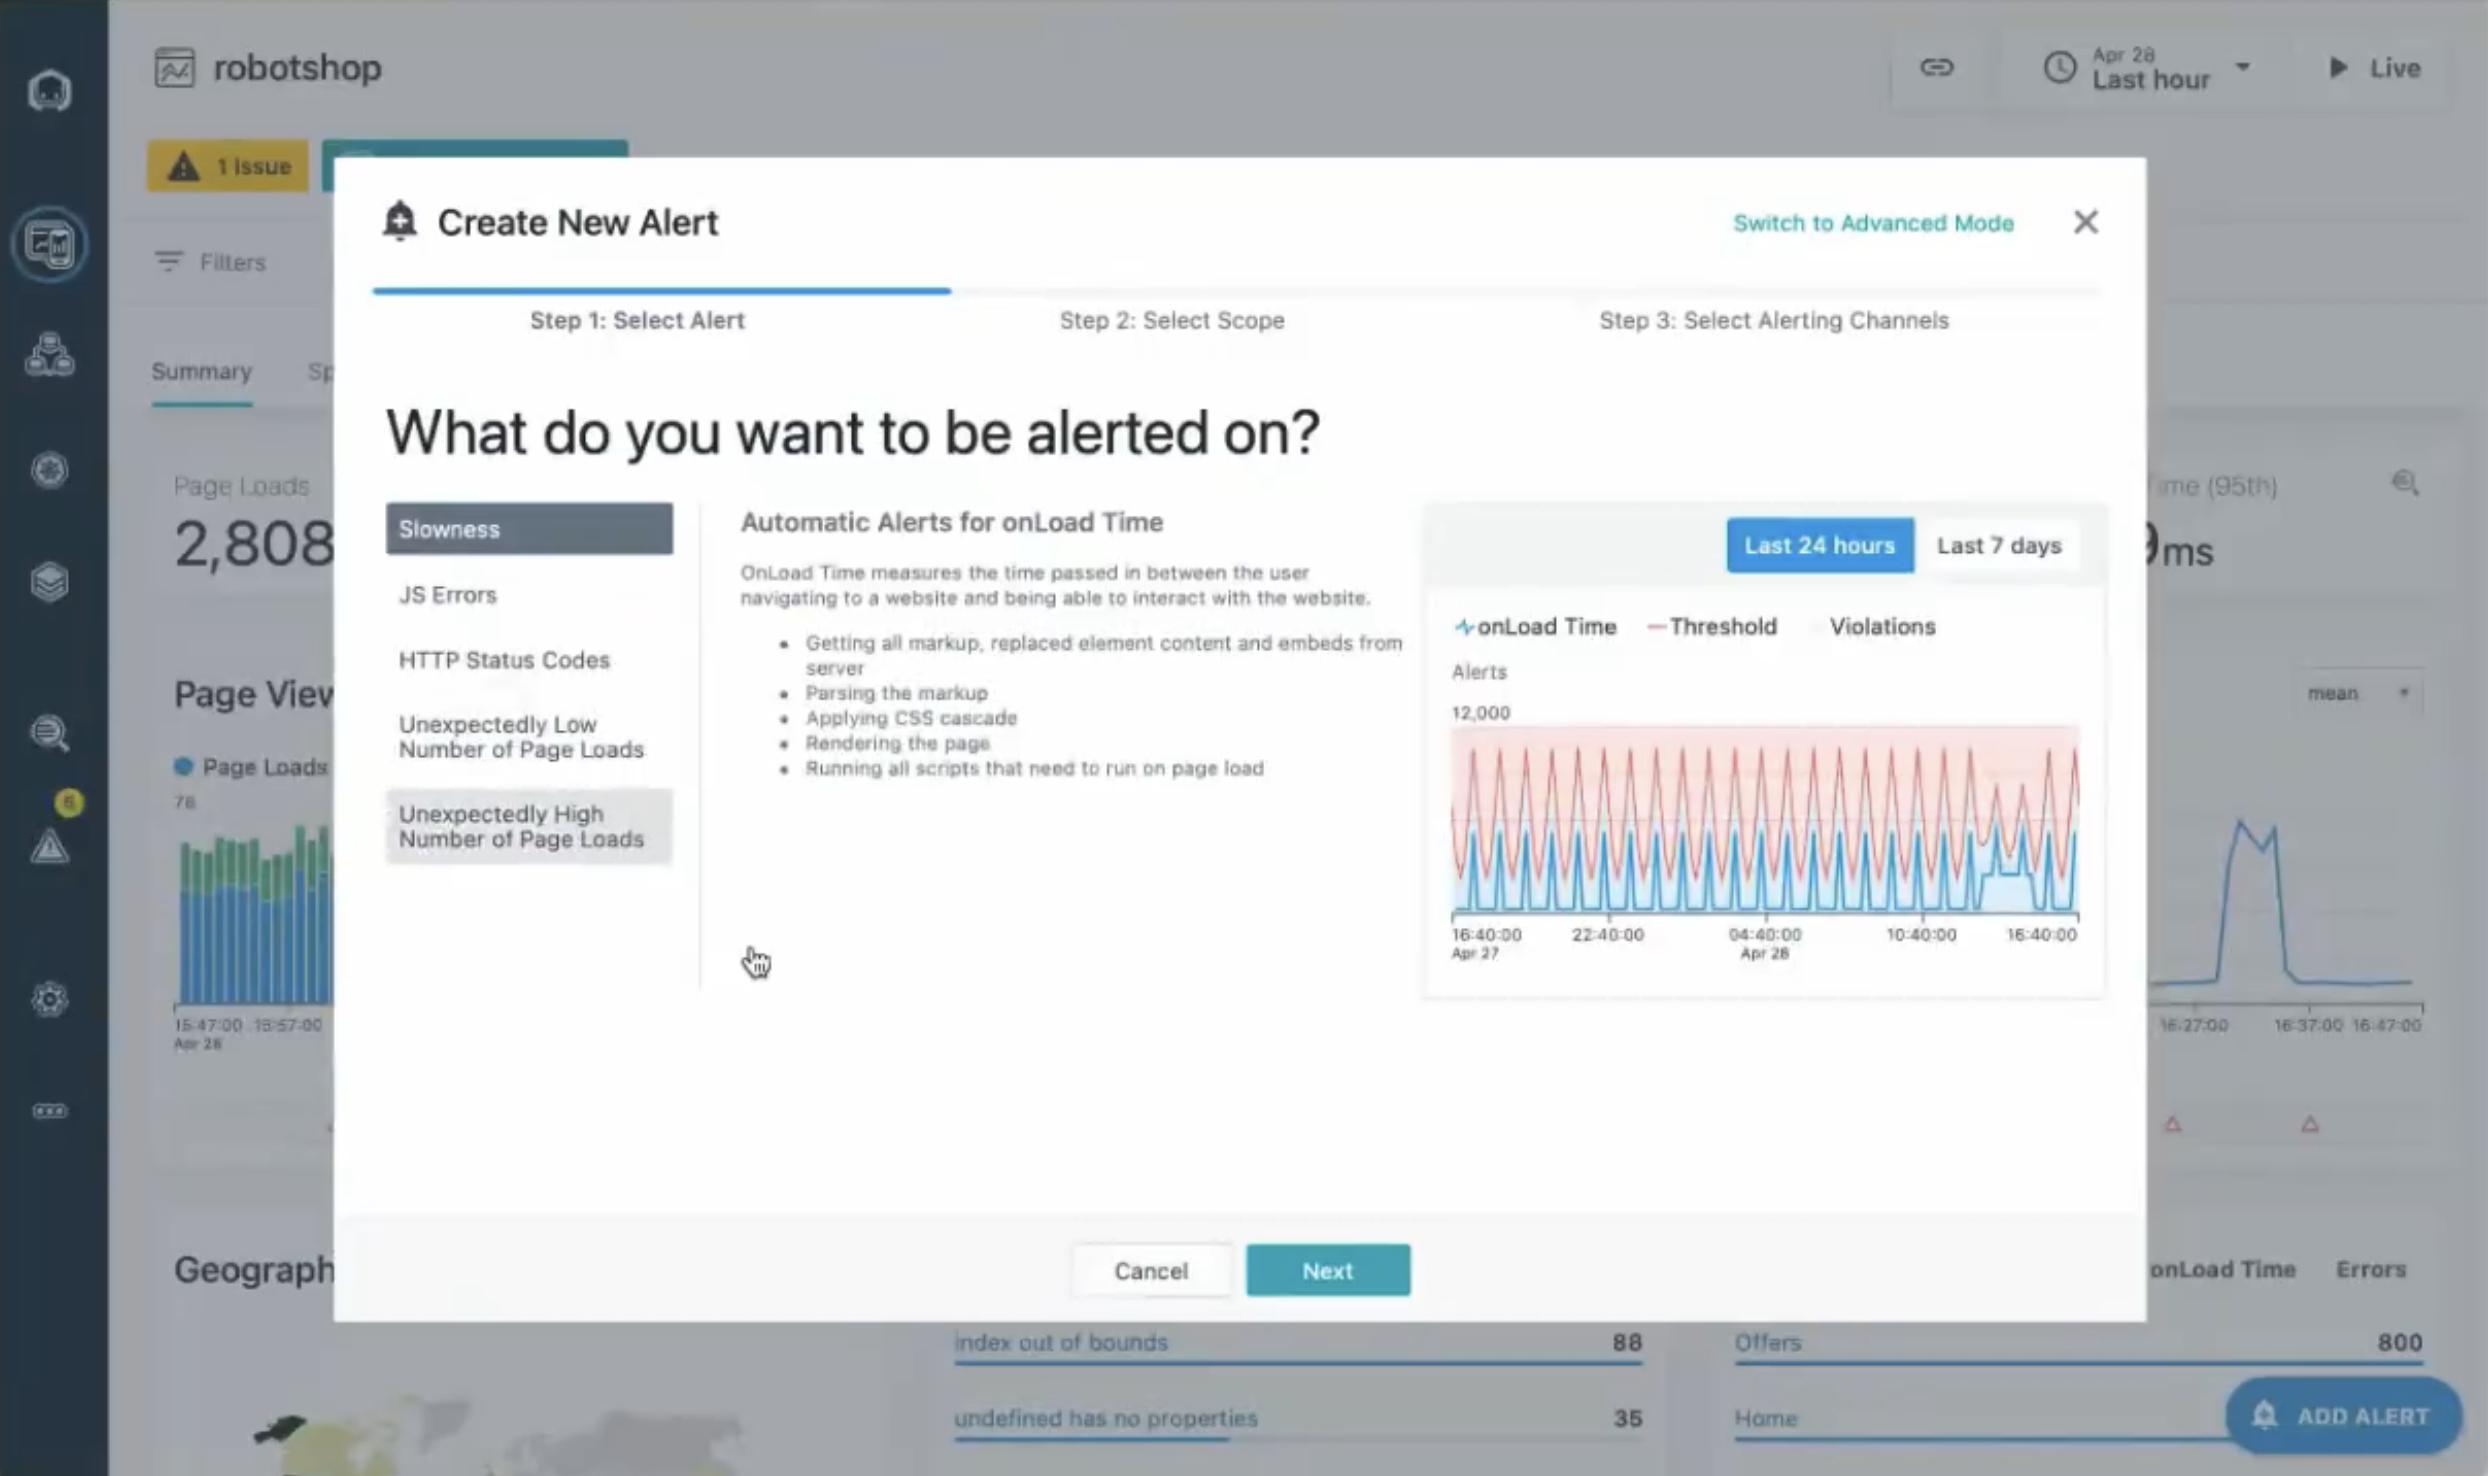 robotshop
Apr 28
Last hour
Live
1 Issue
Create New Alert
Switch to Advanced Mode
Filters
Step 1: Select Alert
Step 2: Select Scope
Step 3: Select Alerting Channels
Summary
Sp
What do you want to be alerted on?
Page Loads
2,808
Slowness
JS Errors
HTTP Status Codes
Unexpectedly Low
Number of Page Loads
Unexpectedly High
Number of Page Loads
Automatic Alerts for onLoad Time
OnLoad Time measures the time passed in between the user
navigating to a website and being able to interact with the website.
Getting all markup, replaced element content and embeds from
server
Parsing the markup
Applying CSS cascade
Rendering the page
Running all scripts that need to run on page load
Last 24 hours
Last 7 days
onLoad Time
Threshold
Violations
Alerts
12,000
16:40:00
Apr 27
22:40:00
04:40:00
Apr 28
10:40:00
16:40:00
ime (95th)
9ms
mean
Page View
Page Loads
76
6
15:47:00
15:57:00
Apr 28
16:27:00
16:37:00
16:47:00
Cancel
Next
Geograph
onLoad Time
Errors
index out of bounds
88
undefined has no properties
35
Offers
800
Home
ADD ALERT